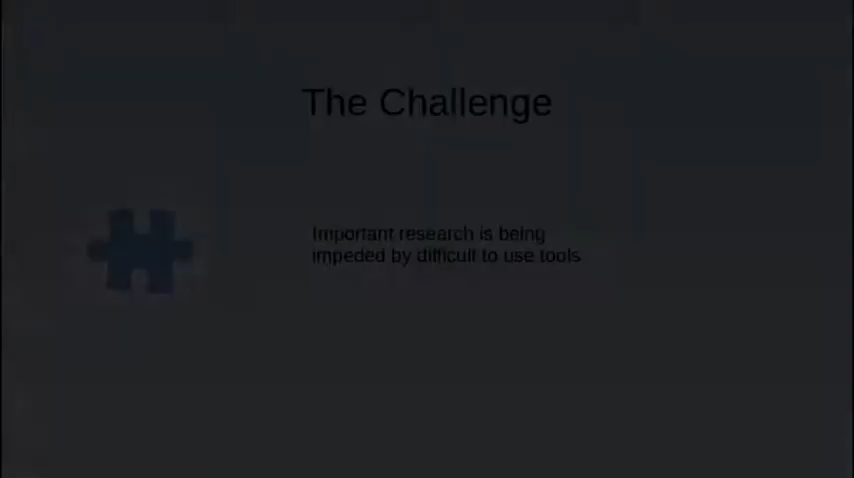 The Challenge
Important research is being
impeded by difficult to use tools